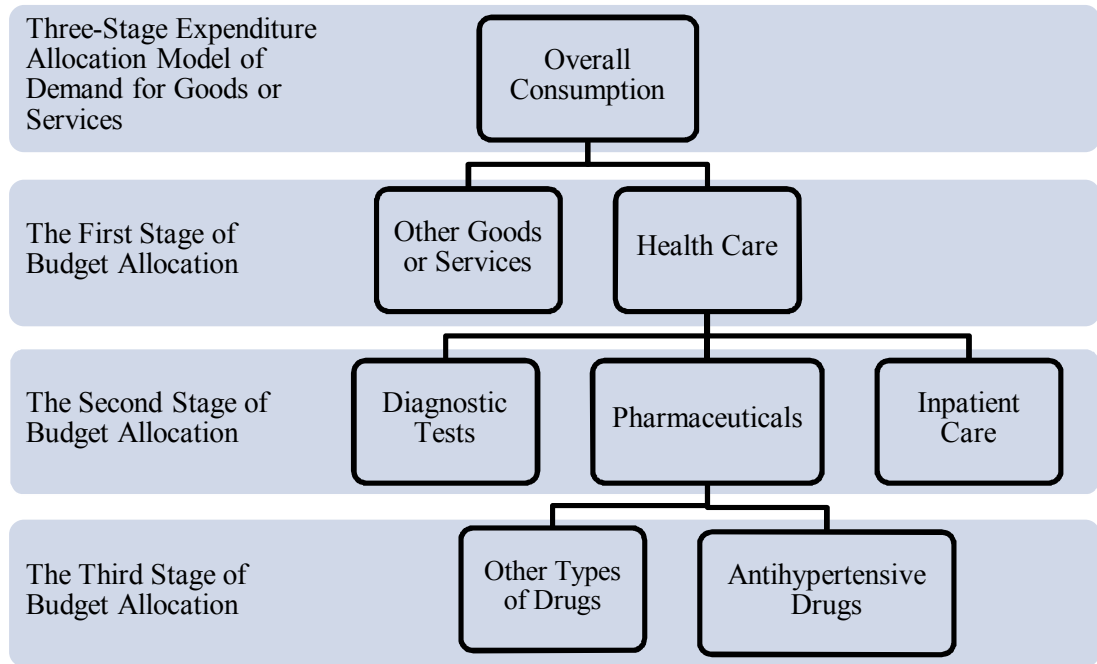 Three-Stage Expenditure
Allocation Model of
Demand for Goods or
Services
Overall
Consumption
The First Stage of
Budget Allocation
Other Goods
or Services
Health Care
The Second Stage of
Budget Allocation
Diagnostic
Tests
Pharmaceuticals
Inpatient
Care
The Third Stage of
Budget Allocation
Other Types
of Drugs
Antihypertensive
Drugs